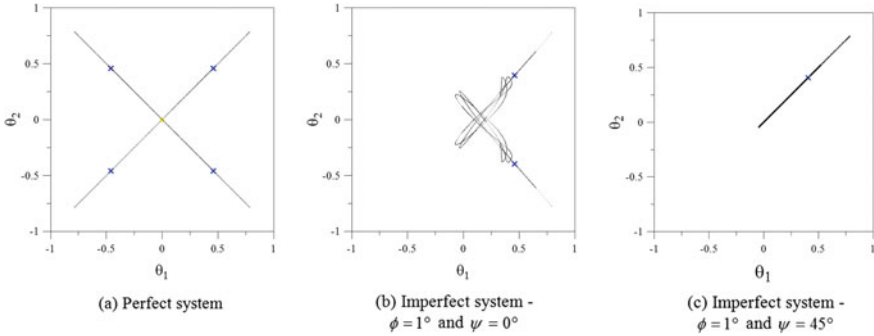 1
0.5
θ2
0
-0.5
-1
-1
-0.5
0
0.5
1
θ1
(a) Perfect system
1
0.5
θ2
0
-0.5
-1
-1
-0.5
0
0.5
1
θ1
(b) Imperfect system -
ϕ = 1° and ψ = 0°
1
0.5
θ2
0
-0.5
-1
-1
-0.5
0
0.5
1
θ1
(c) Imperfect system -
ϕ = 1° and ψ = 45°